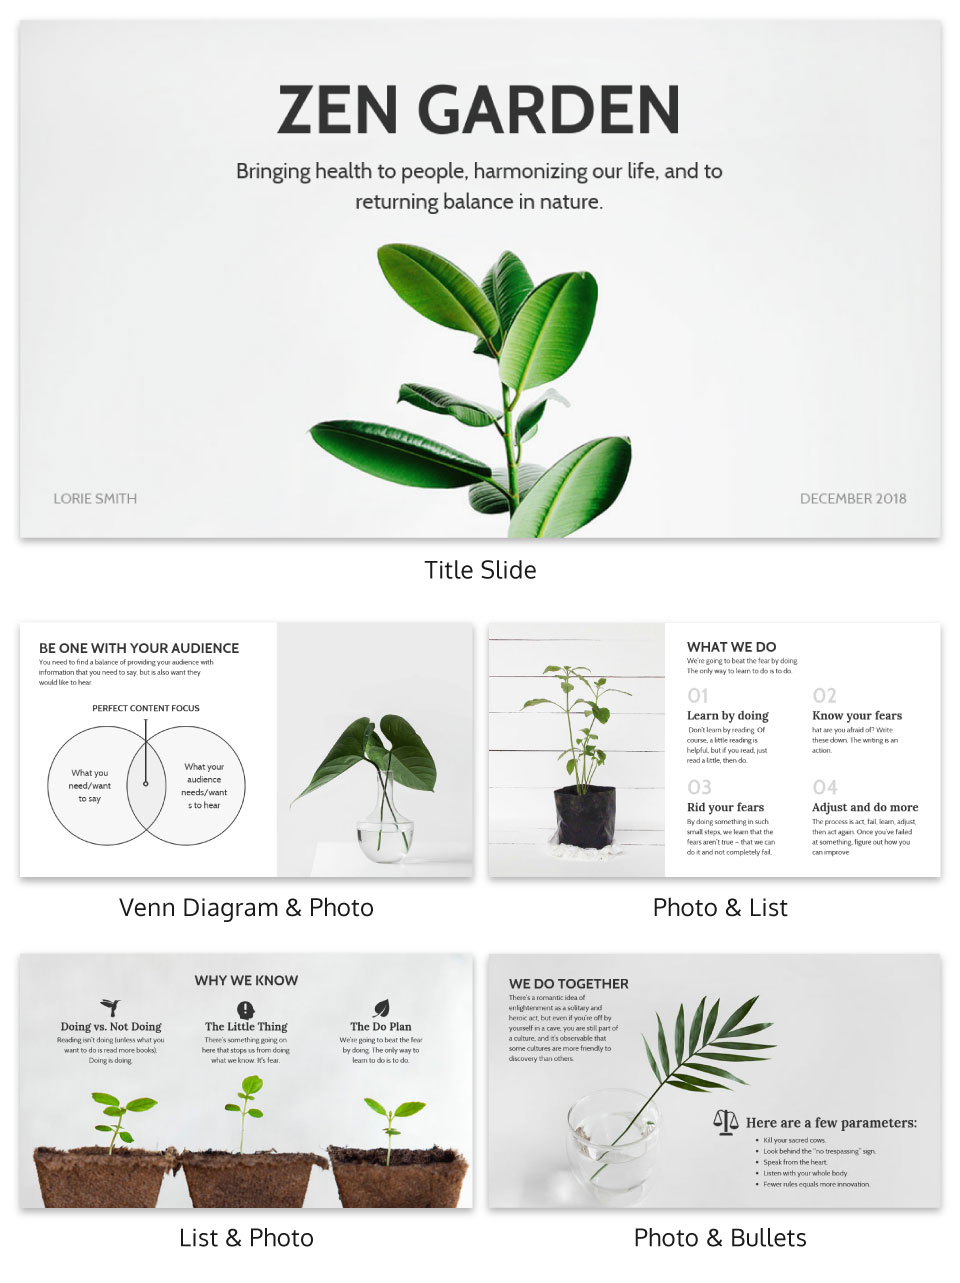 ZEN GARDEN
Bringing health to people, harmonizing our life, and to
returning balance in nature.
LORIE SMITH
DECEMBER 2018
Title Slide
BE ONE WITH YOUR AUDIENCE
You need to find a balance of providing your audience with
information that you need to say, but is also want they
would like to hear.
PERFECT CONTENT FOCUS
What you
need/want
to say
What your
audience
needs/want
s to hear
Venn Diagram & Photo
WHAT WE DO
We're going to beat the fear by doing.
The only way to learn to do is to do.
01
Learn by doing
Don't learn by reading. Of
course, a little reading is
helpful, but if you read, just
read a little, then do.
02
Know your fears
hat are you afraid of? Write
these down. The writing is an
action.
03
Rid your fears
By doing something in such
small steps, we learn that the
fears aren't true – that we can
do it and not completely fail.
04
Adjust and do more
The process is act, fail, learn, adjust,
then act again. Once you've failed
at something, figure out how you
can improve
Photo & List
WHY WE KNOW
Doing vs. Not Doing
Reading isn't doing (unless what you
want to do is read more books).
Doing is doing.
The Little Thing
There's something going on
here that stops us from doing
what we know. It's fear.
The Do Plan
We're going to beat the fear
by doing. The only way to
learn to do is to do.
List & Photo
WE DO TOGETHER
There's a romantic idea of
enlightenment as a solitary and
heroic act, but even if you're off by
yourself in a cave, you are still part of
a culture, and it's observable that
some cultures are more friendly to
discovery than others.
Here are a few parameters:
• Kill your sacred cows.
• Look behind the "no trespassing" sign.
• Speak from the heart.
• Listen with your whole body.
• Fewer rules equals more innovation.
Photo & Bullets